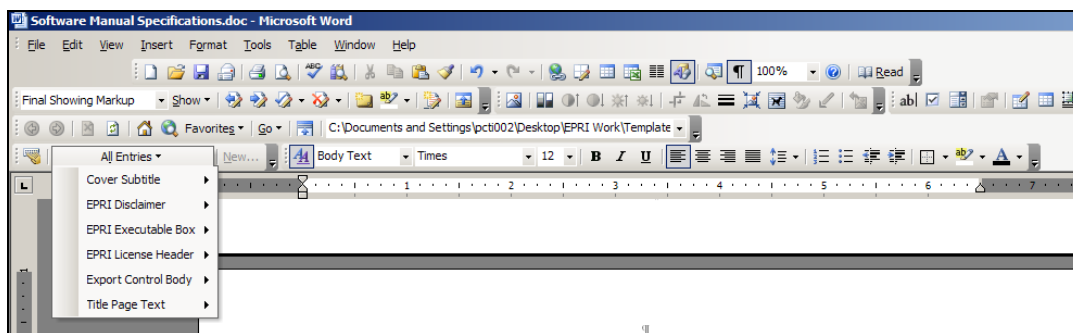 Software Manual Specifications.doc - Microsoft Word
File Edit View Insert Format Tools Table Window Help
100% Read
Final Showing Markup Show
Favorites Go C:\Documents and Settings\pcti002\Desktop\EPRI Work\Template
All Entries New... Body Text Times 12 B I U
Cover Subtitle
EPRI Disclaimer
EPRI Executable Box
EPRI License Header
Export Control Body
Title Page Text
1 2 3 4 5 6 7